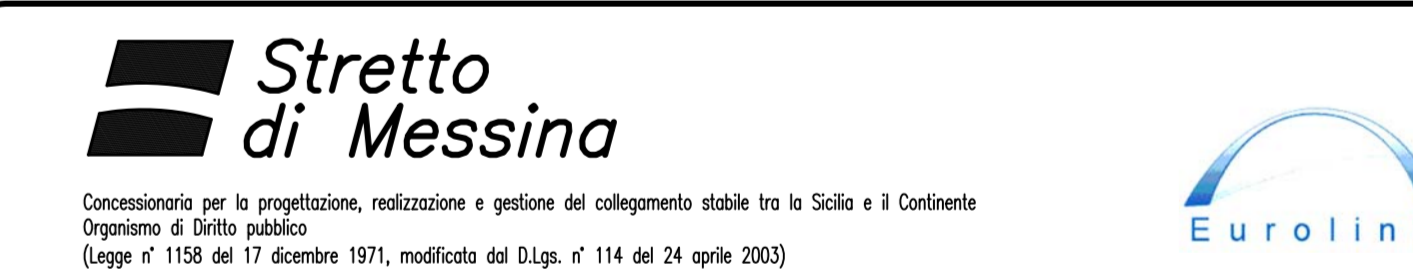 Stretto
di Messina
Concessionaria per la progettazione, realizzazione e gestione del collegamento stabile tra la Sicilia e il Continente
Organismo di Diritto pubblico
(Legge n° 1158 del 17 dicembre 1971, modificata dal D.Lgs. n° 114 del 24 aprile 2003)
Eurolin